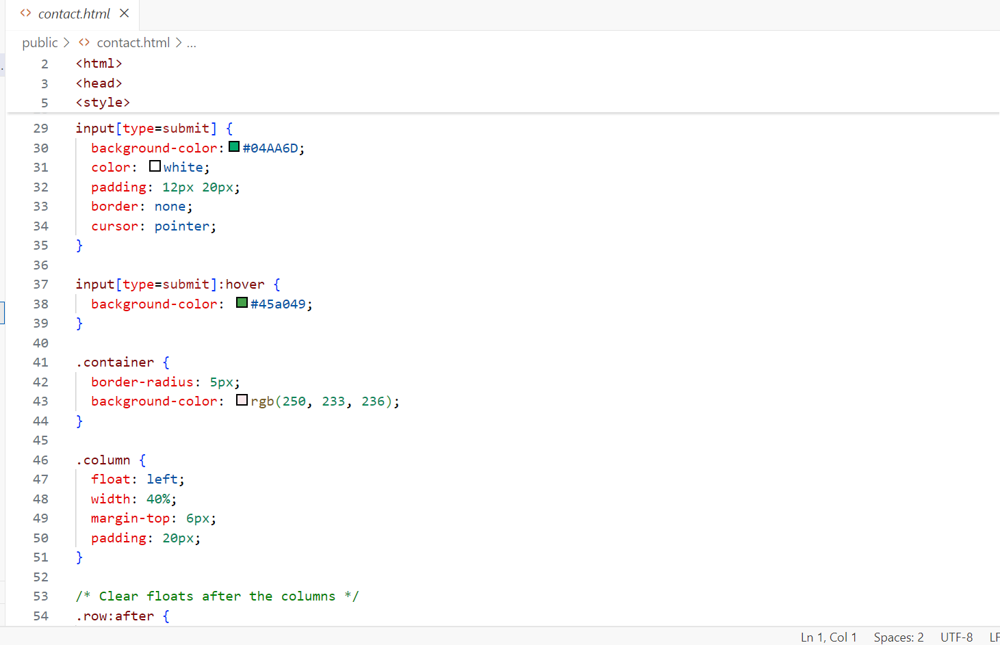 contact.html
public > contact.html > ...
2 <html>
3 <head>
5 <style>
29 input[type=submit] {
30 background-color: #04AA6D;
31 color: white;
32 padding: 12px 20px;
33 border: none;
34 cursor: pointer;
35 }
36
37 input[type=submit]:hover {
38 background-color: #45a049;
39 }
40
41 .container {
42 border-radius: 5px;
43 background-color: rgb(250, 233, 236);
44 }
45
46 .column {
47 float: left;
48 width: 40%;
49 margin-top: 6px;
50 padding: 20px;
51 }
52
53 /* Clear floats after the columns */
54 .row:after {
Ln 1, Col 1 Spaces: 2 UTF-8 LF